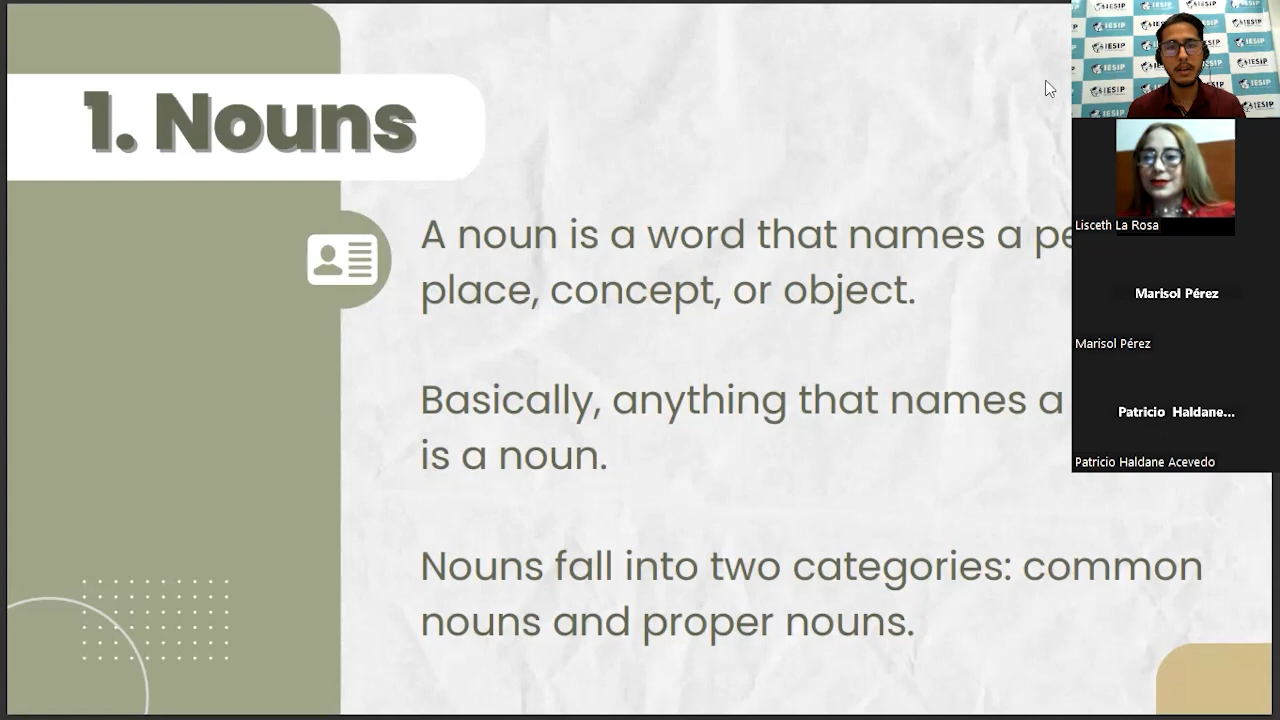 1. Nouns
A noun is a word that names a
place, concept, or object.
Basically, anything that names a
is a noun.
Nouns fall into two categories: common
nouns and proper nouns.
IESIP
Lisceth La Rosa
Marisol Pérez
Marisol Pérez
Patricio Haldane...
Patricio Haldane Acevedo